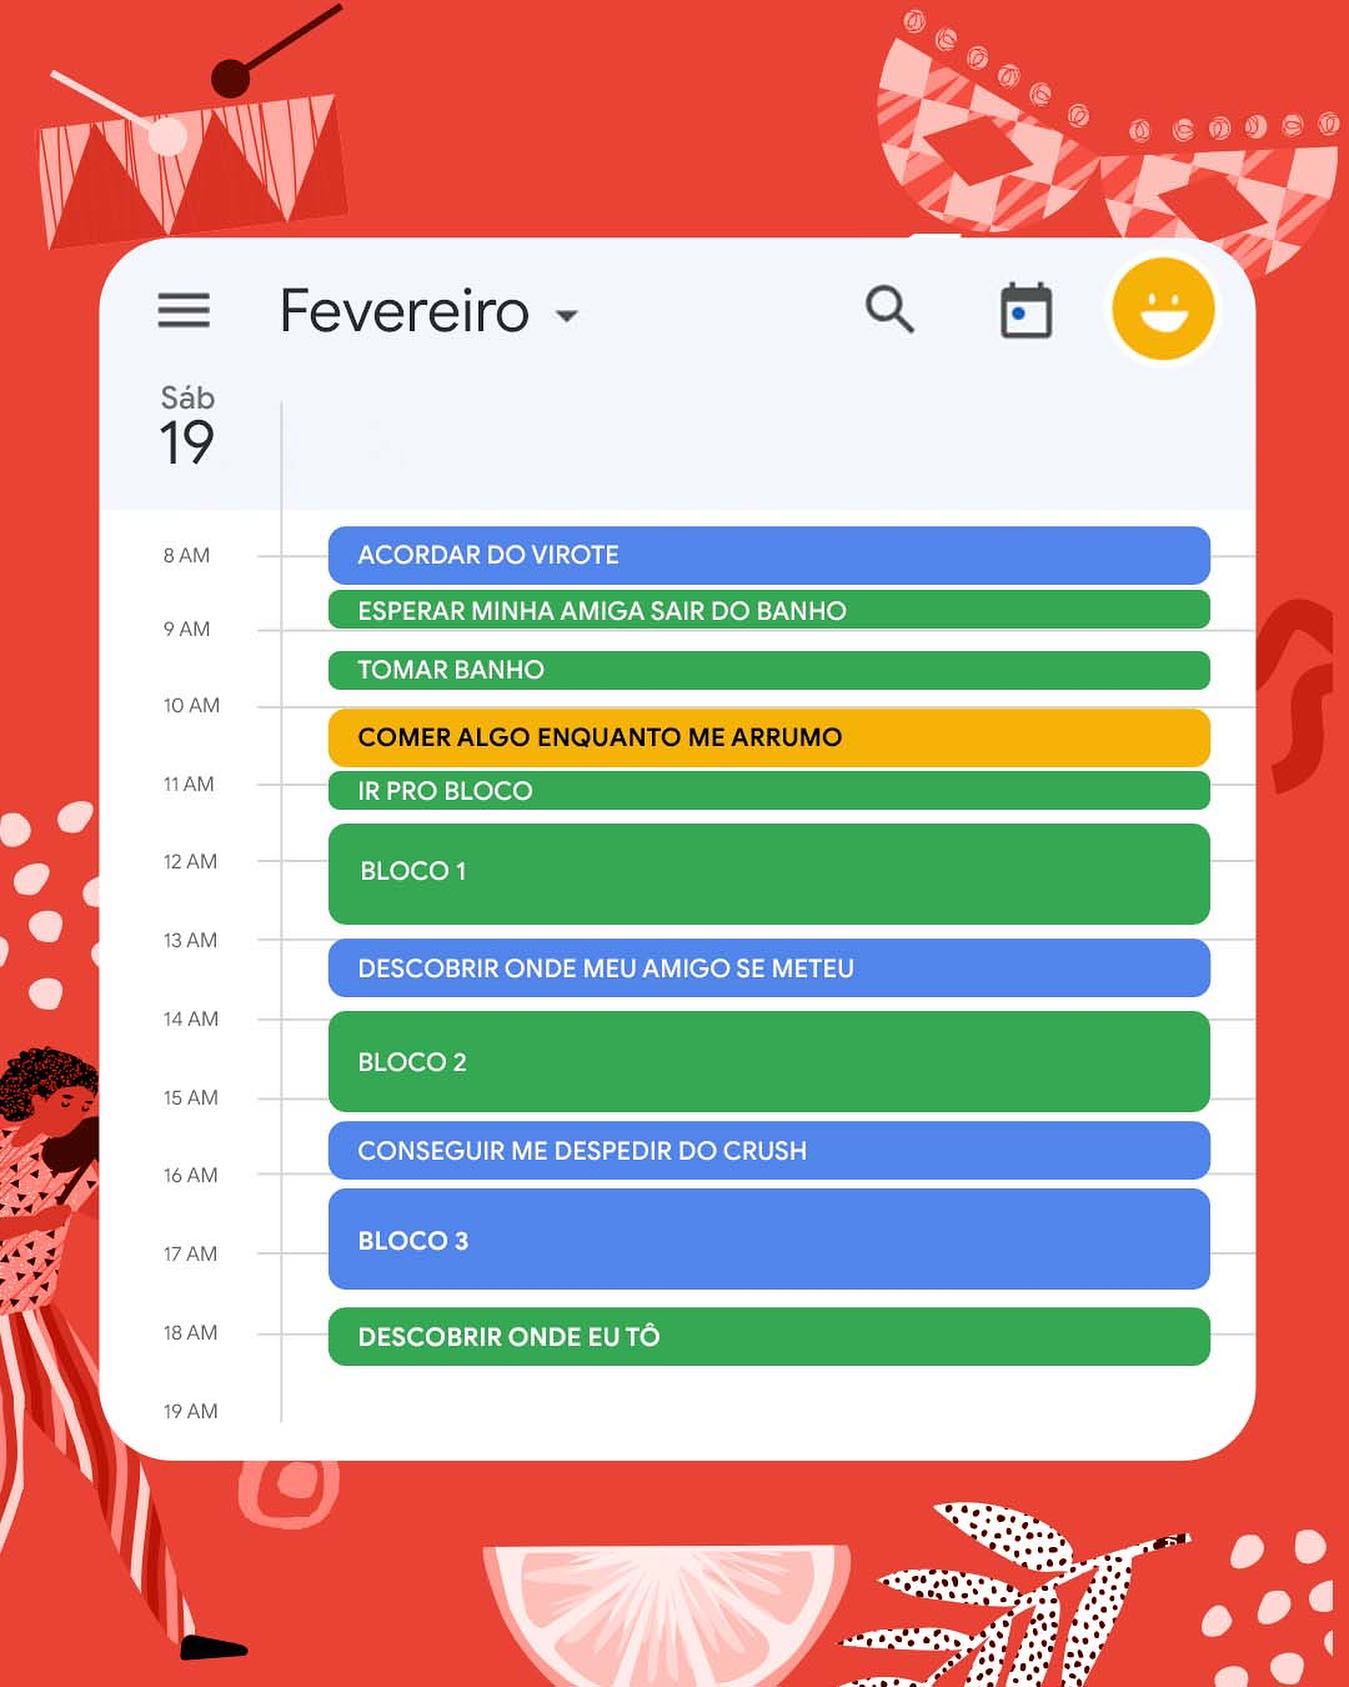 Fevereiro
Sáb
19
8 AM
ACORDAR DO VIROTE
ESPERAR MINHA AMIGA SAIR DO BANHO
9 AM
TOMAR BANHO
10 AM
COMER ALGO ENQUANTO ME ARRUMO
11 AM
IR PRO BLOCO
12 AM
BLOCO 1
13 AM
DESCOBRIR ONDE MEU AMIGO SE METEU
14 AM
BLOCO 2
15 AM
CONSEGUIR ME DESPEDIR DO CRUSH
16 AM
BLOCO 3
17 AM
18 AM
DESCOBRIR ONDE EU TÔ
19 AM